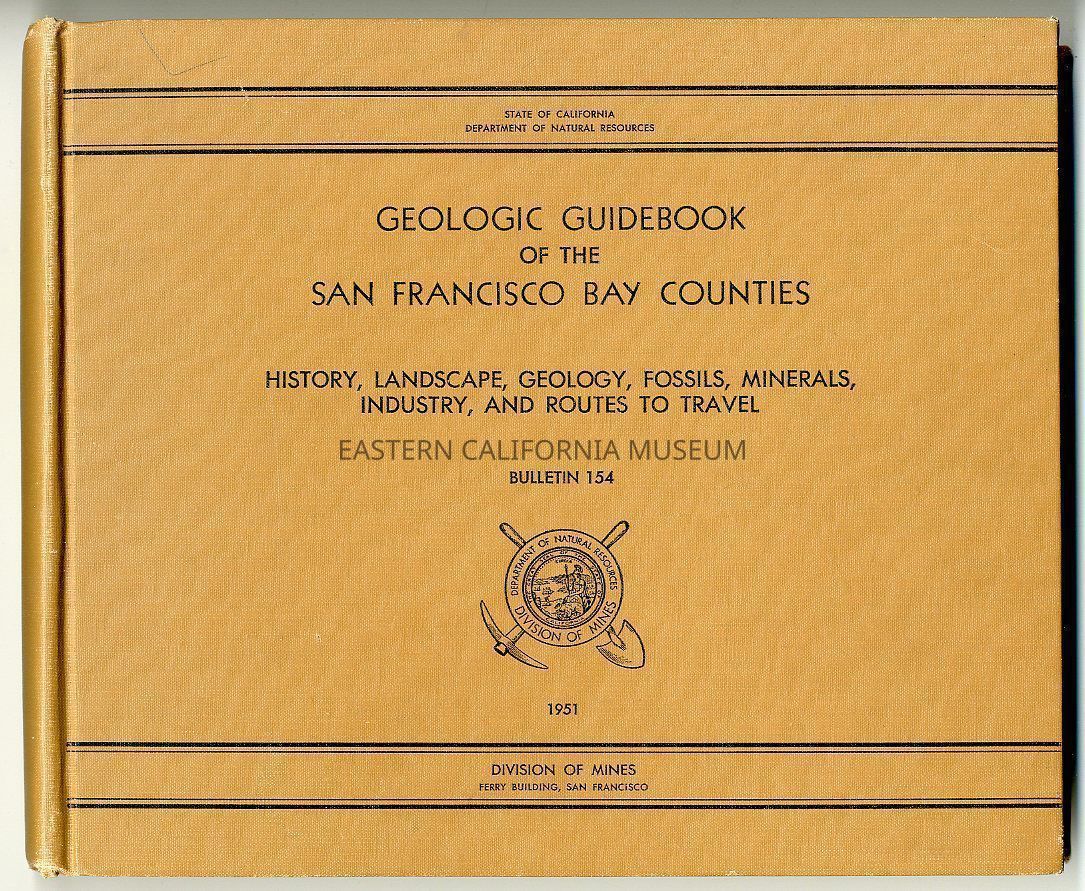 STATE OF CALIFORNIA
DEPARTMENT OF NATURAL RESOURCES
GEOLOGIC GUIDEBOOK
OF THE
SAN FRANCISCO BAY COUNTIES
HISTORY, LANDSCAPE, GEOLOGY, FOSSILS, MINERALS,
INDUSTRY, AND ROUTES TO TRAVEL
EASTERN CALIFORNIA MUSEUM
BULLETIN 154
DEPARTMENT OF NATURAL RESOURCES
DIVISION OF MINES
1951
DIVISION OF MINES
FERRY BUILDING, SAN FRANCISCO